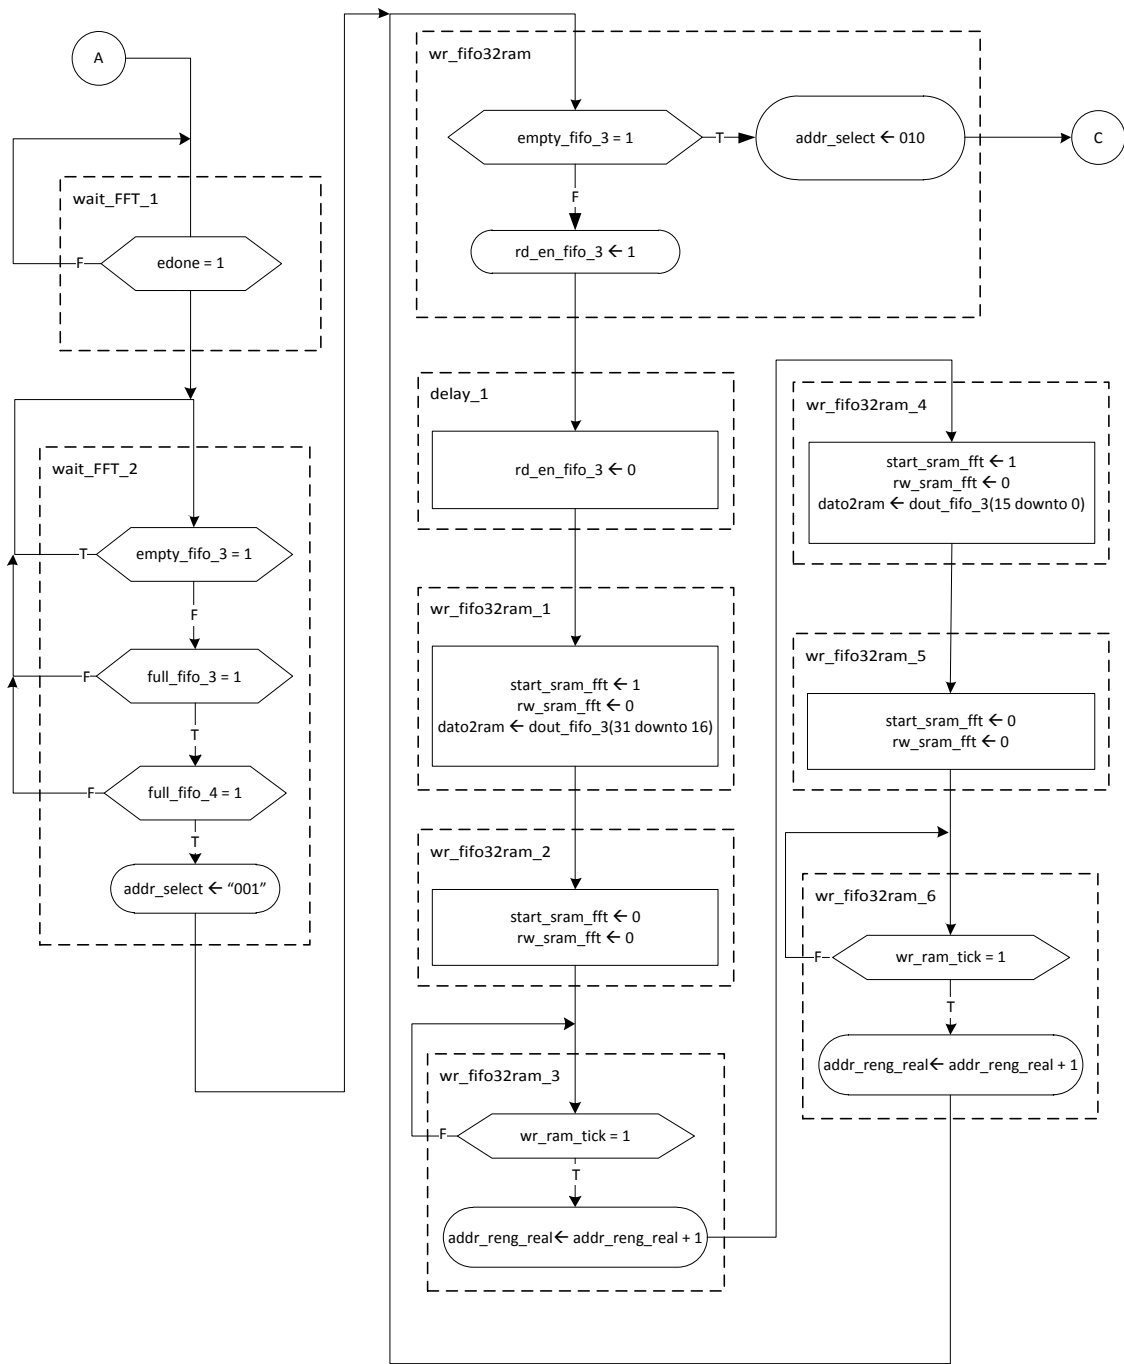 A
wait_FFT_1
F
edone = 1
wait_FFT_2
T
empty_fifo_3 = 1
F
F
full_fifo_3 = 1
T
F
full_fifo_4 = 1
T
addr_select ← “001”
wr_fifo32ram
empty_fifo_3 = 1
T
addr_select ← 010
C
F
rd_en_fifo_3 ← 1
delay_1
rd_en_fifo_3 ← 0
wr_fifo32ram_1
start_sram_fft ← 1
rw_sram_fft ← 0
dato2ram ← dout_fifo_3(31 downto 16)
wr_fifo32ram_2
start_sram_fft ← 0
rw_sram_fft ← 0
wr_fifo32ram_3
F
wr_ram_tick = 1
T
addr_reng_real ← addr_reng_real + 1
wr_fifo32ram_4
start_sram_fft ← 1
rw_sram_fft ← 0
dato2ram ← dout_fifo_3(15 downto 0)
wr_fifo32ram_5
start_sram_fft ← 0
rw_sram_fft ← 0
wr_fifo32ram_6
F
wr_ram_tick = 1
T
addr_reng_real ← addr_reng_real + 1